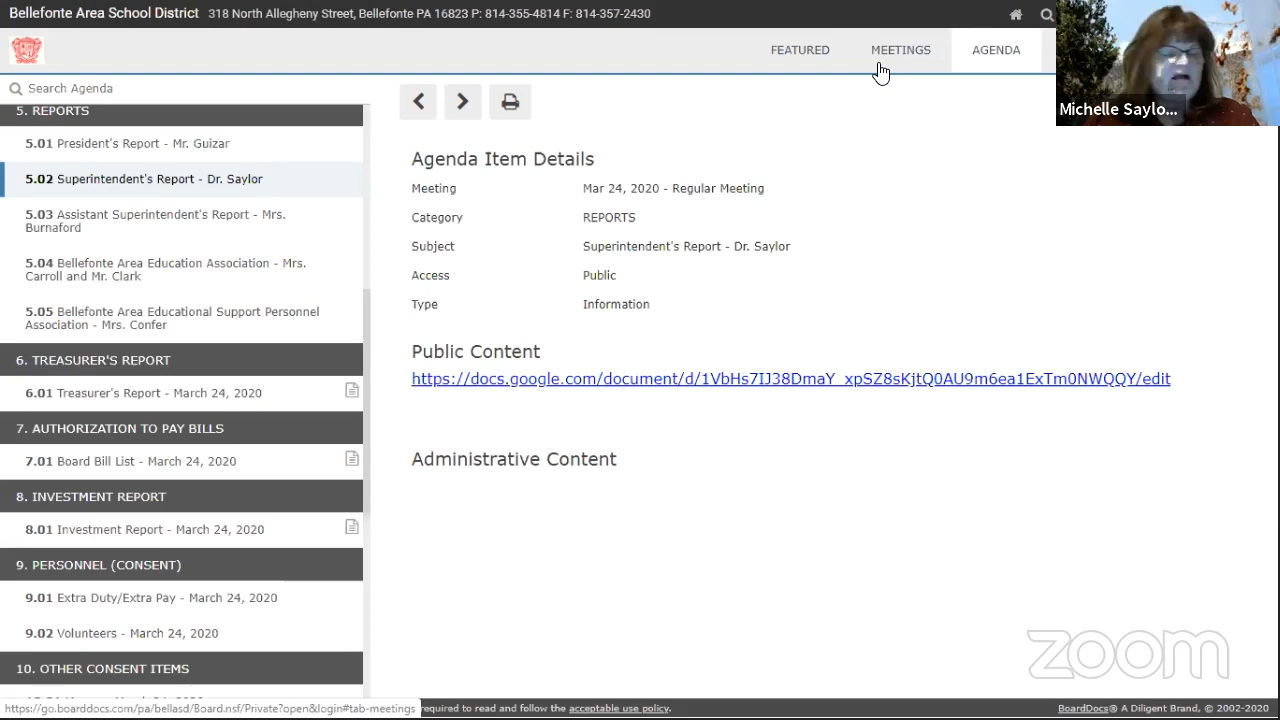 Bellefonte Area School District 318 North Allegheny Street, Bellefonte PA 16823 P: 814-355-4814 F: 814-357-2430
FEATURED MEETINGS AGENDA
Michelle Saylo...
Search Agenda
5. REPORTS
5.01 President's Report - Mr. Guizar
5.02 Superintendent's Report - Dr. Saylor
5.03 Assistant Superintendent's Report - Mrs.
Burnaford
5.04 Bellefonte Area Education Association - Mrs.
Carroll and Mr. Clark
5.05 Bellefonte Area Educational Support Personnel
Association - Mrs. Confer
6. TREASURER'S REPORT
6.01 Treasurer's Report - March 24, 2020
7. AUTHORIZATION TO PAY BILLS
7.01 Board Bill List - March 24, 2020
8. INVESTMENT REPORT
8.01 Investment Report - March 24, 2020
9. PERSONNEL (CONSENT)
9.01 Extra Duty/Extra Pay - March 24, 2020
9.02 Volunteers - March 24, 2020
10. OTHER CONSENT ITEMS
Agenda Item Details
Meeting Mar 24, 2020 - Regular Meeting
Category REPORTS
Subject Superintendent's Report - Dr. Saylor
Access Public
Type Information
Public Content
https://docs.google.com/document/d/1VbHs7IJ38DmaY_xpSZ8sKjtQ0AU9m6ea1ExTm0NWQQY/edit
Administrative Content
zoom
https://go.boarddocs.com/pa/bellasd/Board.nsf/Private?open&login#tab-meetings required to read and follow the acceptable use policy. BoardDocs® A Diligent Brand, © 2002-2020